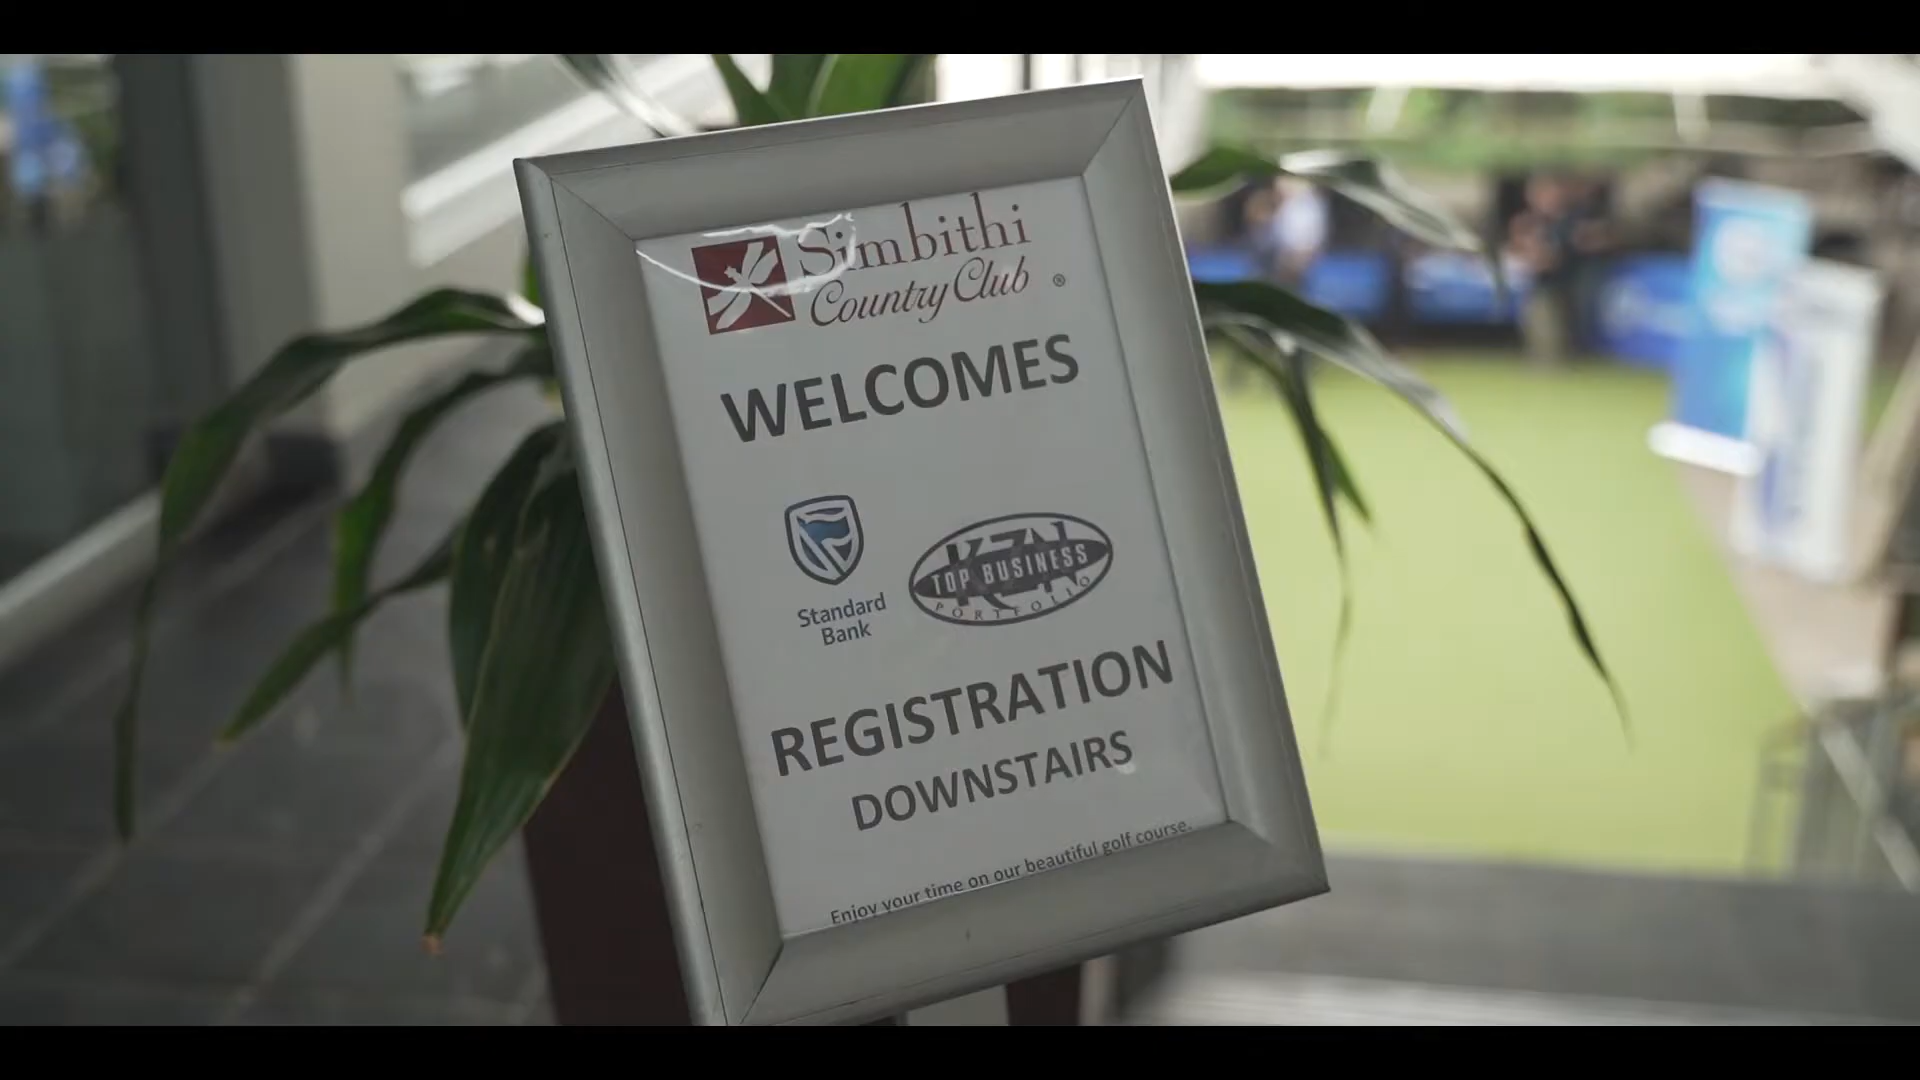 Simbithi
Country Club ®
WELCOMES
Standard
Bank
KZN
TOP BUSINESS
PORTFOLIO
REGISTRATION
DOWNSTAIRS
Enjoy your time on our beautiful golf course.